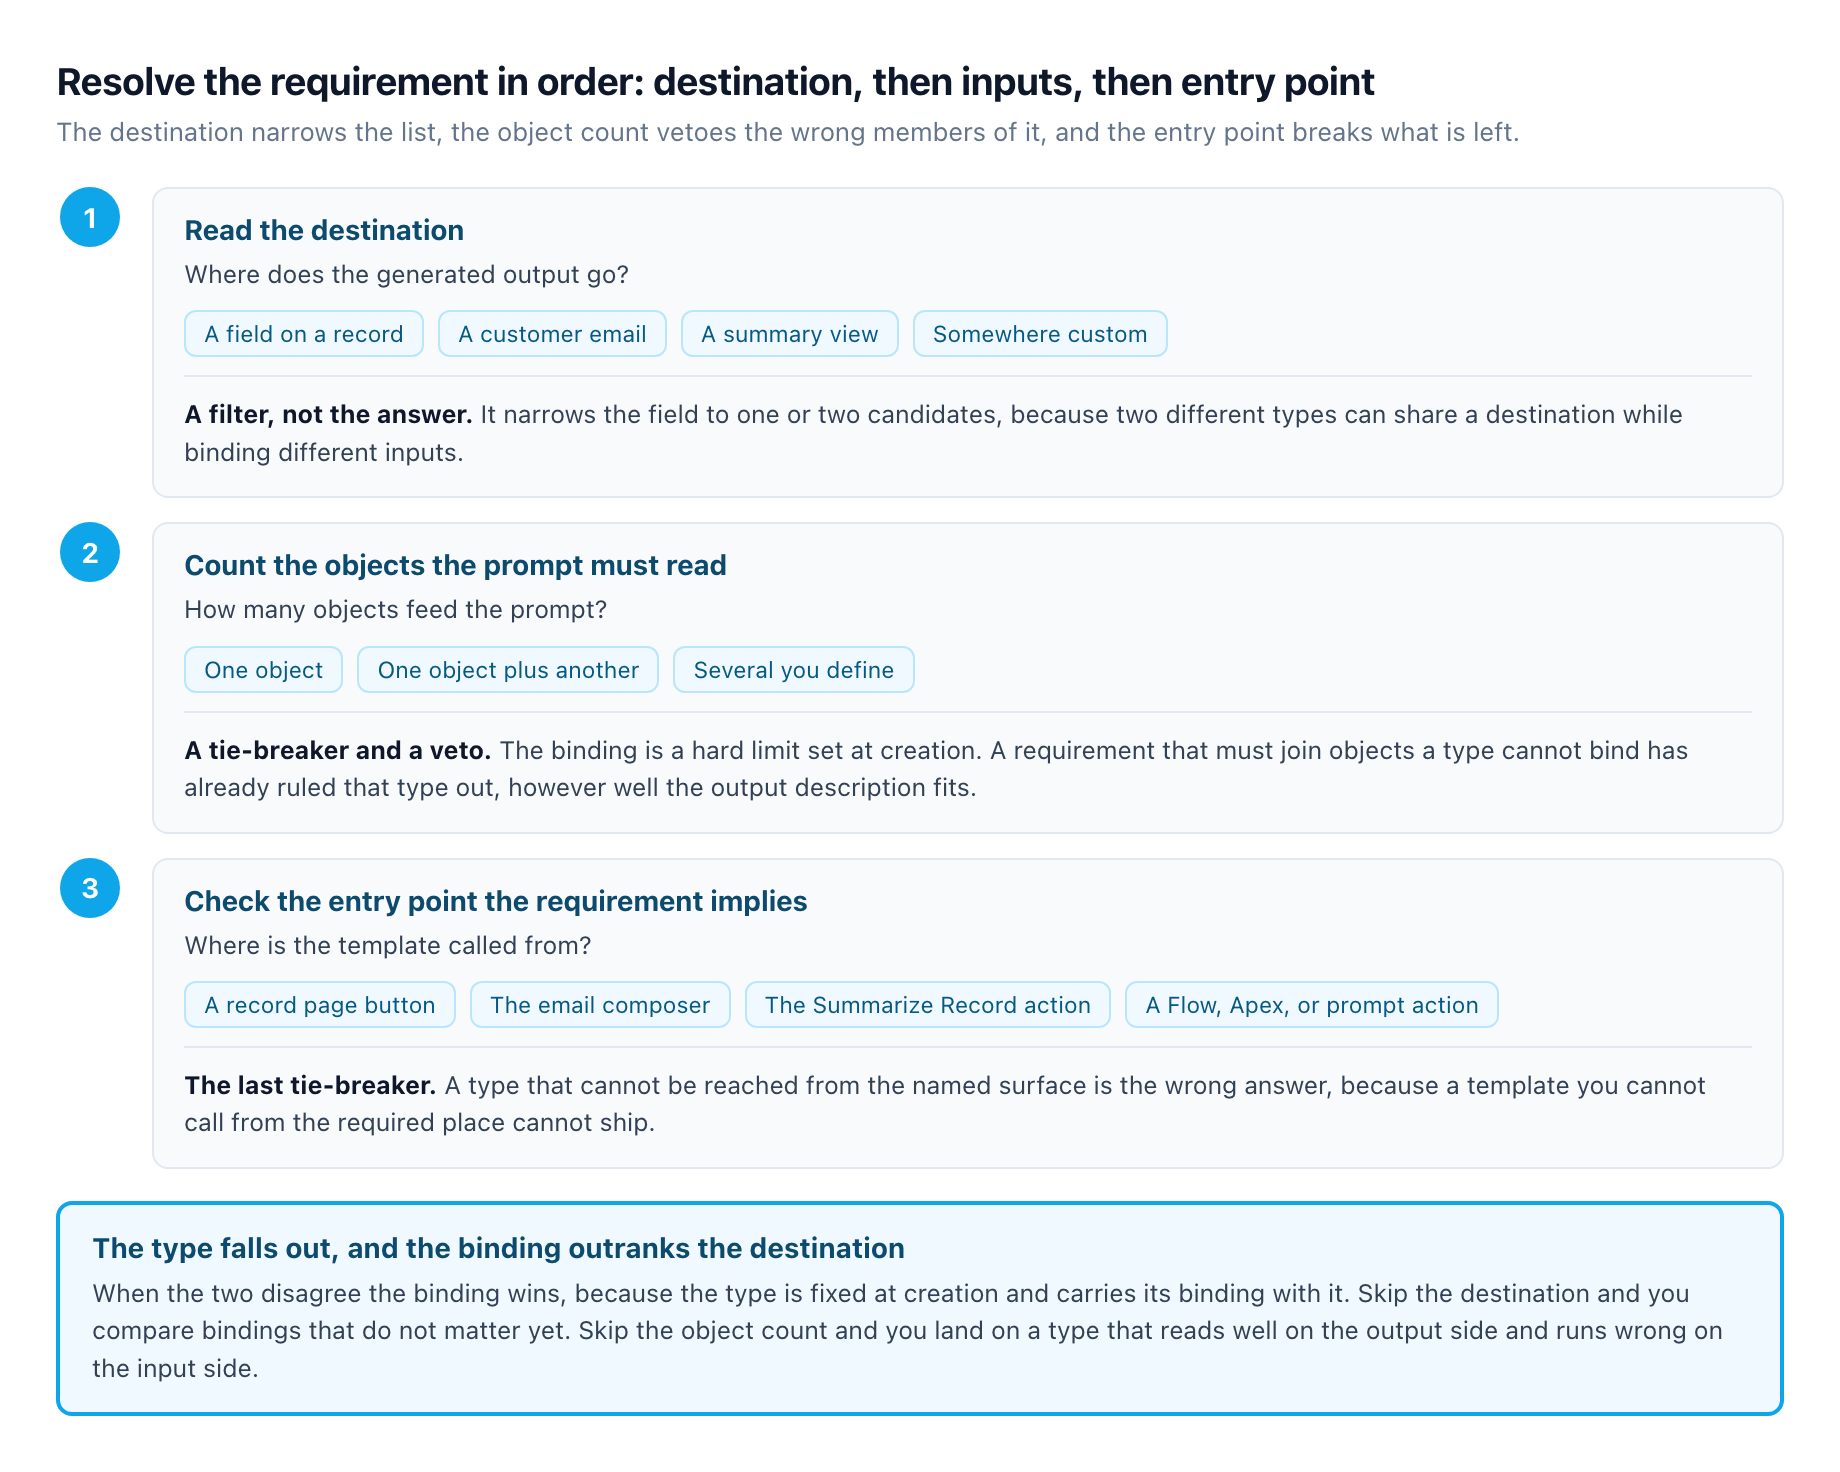 Resolve the requirement in order: destination, then inputs, then entry point
The destination narrows the list, the object count vetoes the wrong members of it, and the entry point breaks what is left.
1
Read the destination
Where does the generated output go?
A field on a record
A customer email
A summary view
Somewhere custom
A filter, not the answer. It narrows the field to one or two candidates, because two different types can share a destination while
binding different inputs.
2
Count the objects the prompt must read
How many objects feed the prompt?
One object
One object plus another
Several you define
A tie-breaker and a veto. The binding is a hard limit set at creation. A requirement that must join objects a type cannot bind has
already ruled that type out, however well the output description fits.
3
Check the entry point the requirement implies
Where is the template called from?
A record page button
The email composer
The Summarize Record action
A Flow, Apex, or prompt action
The last tie-breaker. A type that cannot be reached from the named surface is the wrong answer, because a template you cannot
call from the required place cannot ship.
The type falls out, and the binding outranks the destination
When the two disagree the binding wins, because the type is fixed at creation and carries its binding with it. Skip the destination and you
compare bindings that do not matter yet. Skip the object count and you land on a type that reads well on the output side and runs wrong on
the input side.